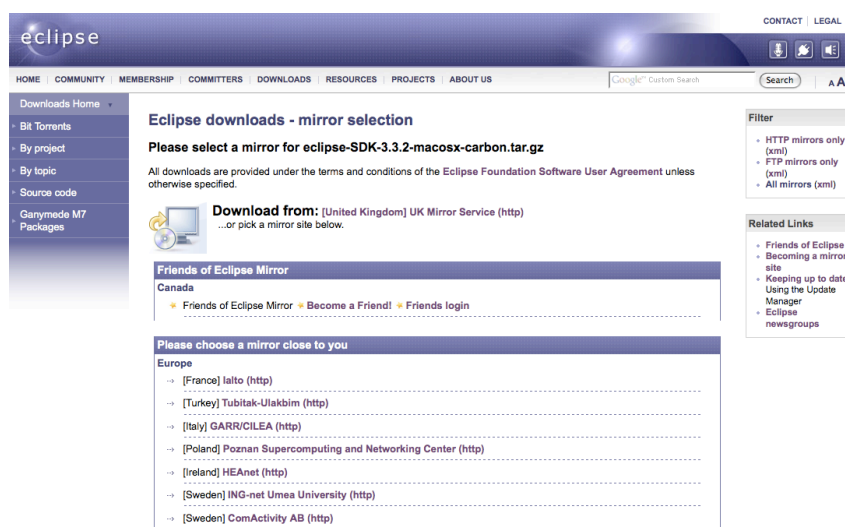 CONTACT LEGAL
eclipse
HOME COMMUNITY MEMBERSHIP COMMITTERS DOWNLOADS RESOURCES PROJECTS ABOUT US
Google™ Custom Search
Search
A A
Downloads Home
Bit Torrents
By project
By topic
Source code
Ganymede M7
Packages
Eclipse downloads - mirror selection
Please select a mirror for eclipse-SDK-3.3.2-macosx-carbon.tar.gz
All downloads are provided under the terms and conditions of the Eclipse Foundation Software User Agreement unless
otherwise specified.
Download from: [United Kingdom] UK Mirror Service (http)
...or pick a mirror site below.
Friends of Eclipse Mirror
Canada
Friends of Eclipse Mirror Become a Friend! Friends login
Please choose a mirror close to you
Europe
[France] Ialto (http)
[Turkey] Tubitak-Ulakbim (http)
[Italy] GARR/CILEA (http)
[Poland] Poznan Supercomputing and Networking Center (http)
[Ireland] HEAnet (http)
[Sweden] ING-net Umea University (http)
[Sweden] ComActivity AB (http)
Filter
HTTP mirrors only
(xml)
FTP mirrors only
(xml)
All mirrors (xml)
Related Links
Friends of Eclipse
Becoming a mirror
site
Keeping up to date
Using the Update
Manager
Eclipse
newsgroups